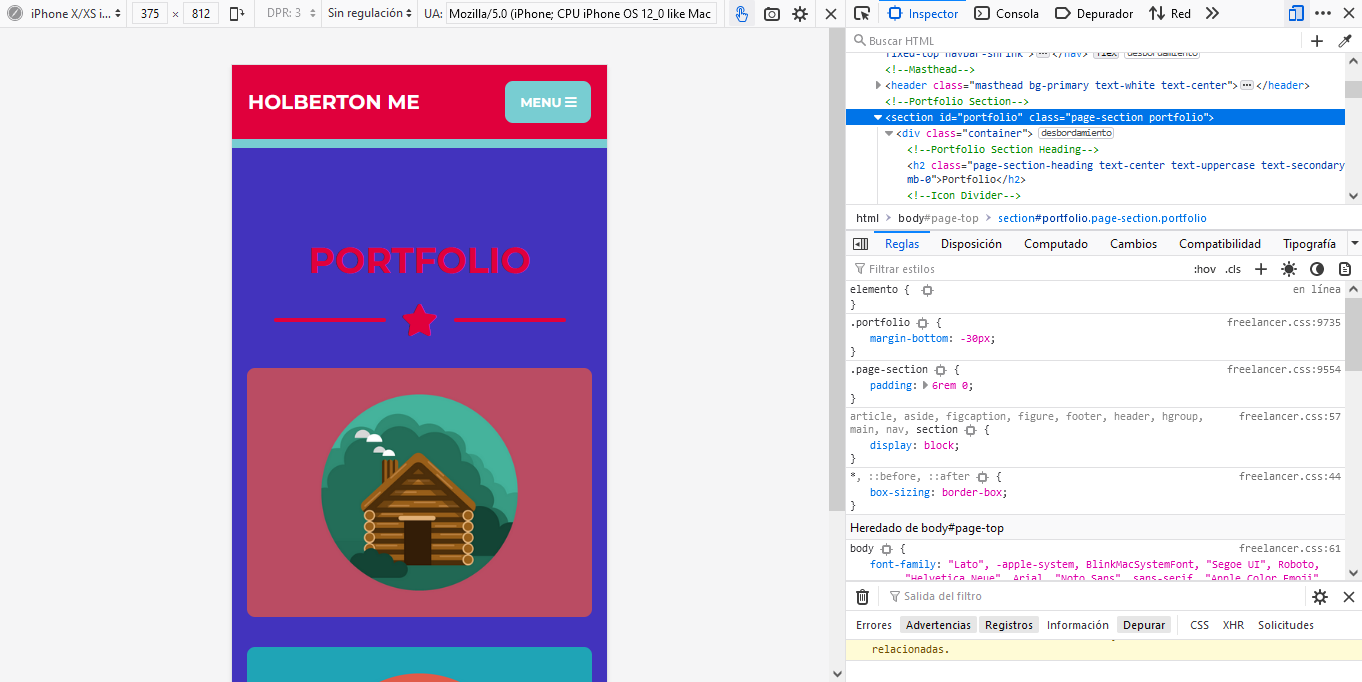 iPhone X/XS i... 375 × 812 DPR: 3 Sin regulación UA: Mozilla/5.0 (iPhone; CPU iPhone OS 12_0 like Mac
HOLBERTON ME
MENU
PORTFOLIO
Inspector Consola Depurador Red
Buscar HTML
fixed-top navbar-shrink"> </nav> flex desbordamiento
<!--Masthead-->
<header class="masthead bg-primary text-white text-center"> </header>
<!--Portfolio Section-->
<section id="portfolio" class="page-section portfolio">
<div class="container"> desbordamiento
<!--Portfolio Section Heading-->
<h2 class="page-section-heading text-center text-uppercase text-secondary
mb-0">Portfolio</h2>
<!--Icon Divider-->
html > body#page-top > section#portfolio.page-section.portfolio
Reglas Disposición Computado Cambios Compatibilidad Tipografía
Filtrar estilos :hov .cls
elemento { en línea
}
.portfolio { freelancer.css:9735
margin-bottom: -30px;
}
.page-section { freelancer.css:9554
padding: 6rem 0;
}
article, aside, figcaption, figure, footer, header, hgroup, freelancer.css:57
main, nav, section {
display: block;
}
*, ::before, ::after { freelancer.css:44
box-sizing: border-box;
}
Heredado de body#page-top
body { freelancer.css:61
font-family: "Lato", -apple-system, BlinkMacSystemFont, "Segoe UI", Roboto,
"Helvetica Neue", Arial, "Noto Sans", sans-serif, "Apple Color Emoji",
Salida del filtro
Errores Advertencias Registros Información Depurar CSS XHR Solicitudes
relacionadas.